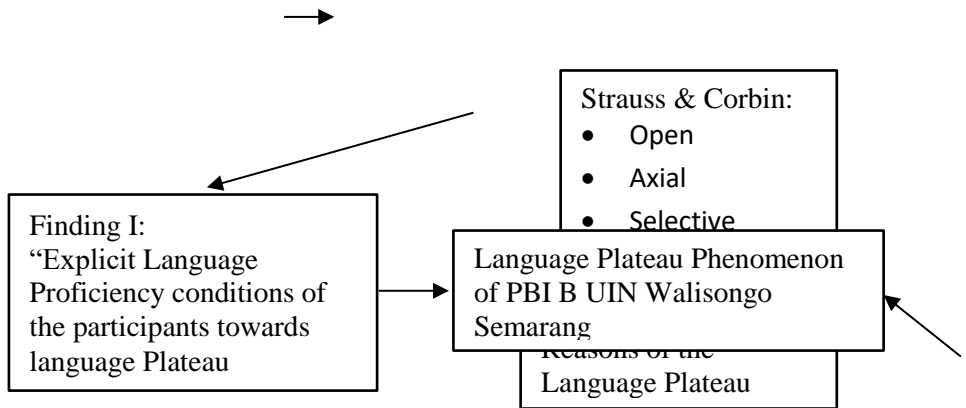 Strauss & Corbin:
• Open
• Axial
• Selective
Finding I:
“Explicit Language
Proficiency conditions of
the participants towards
language Plateau
Language Plateau Phenomenon
of PBI B UIN Walisongo
Semarang
Reasons of the
Language Plateau